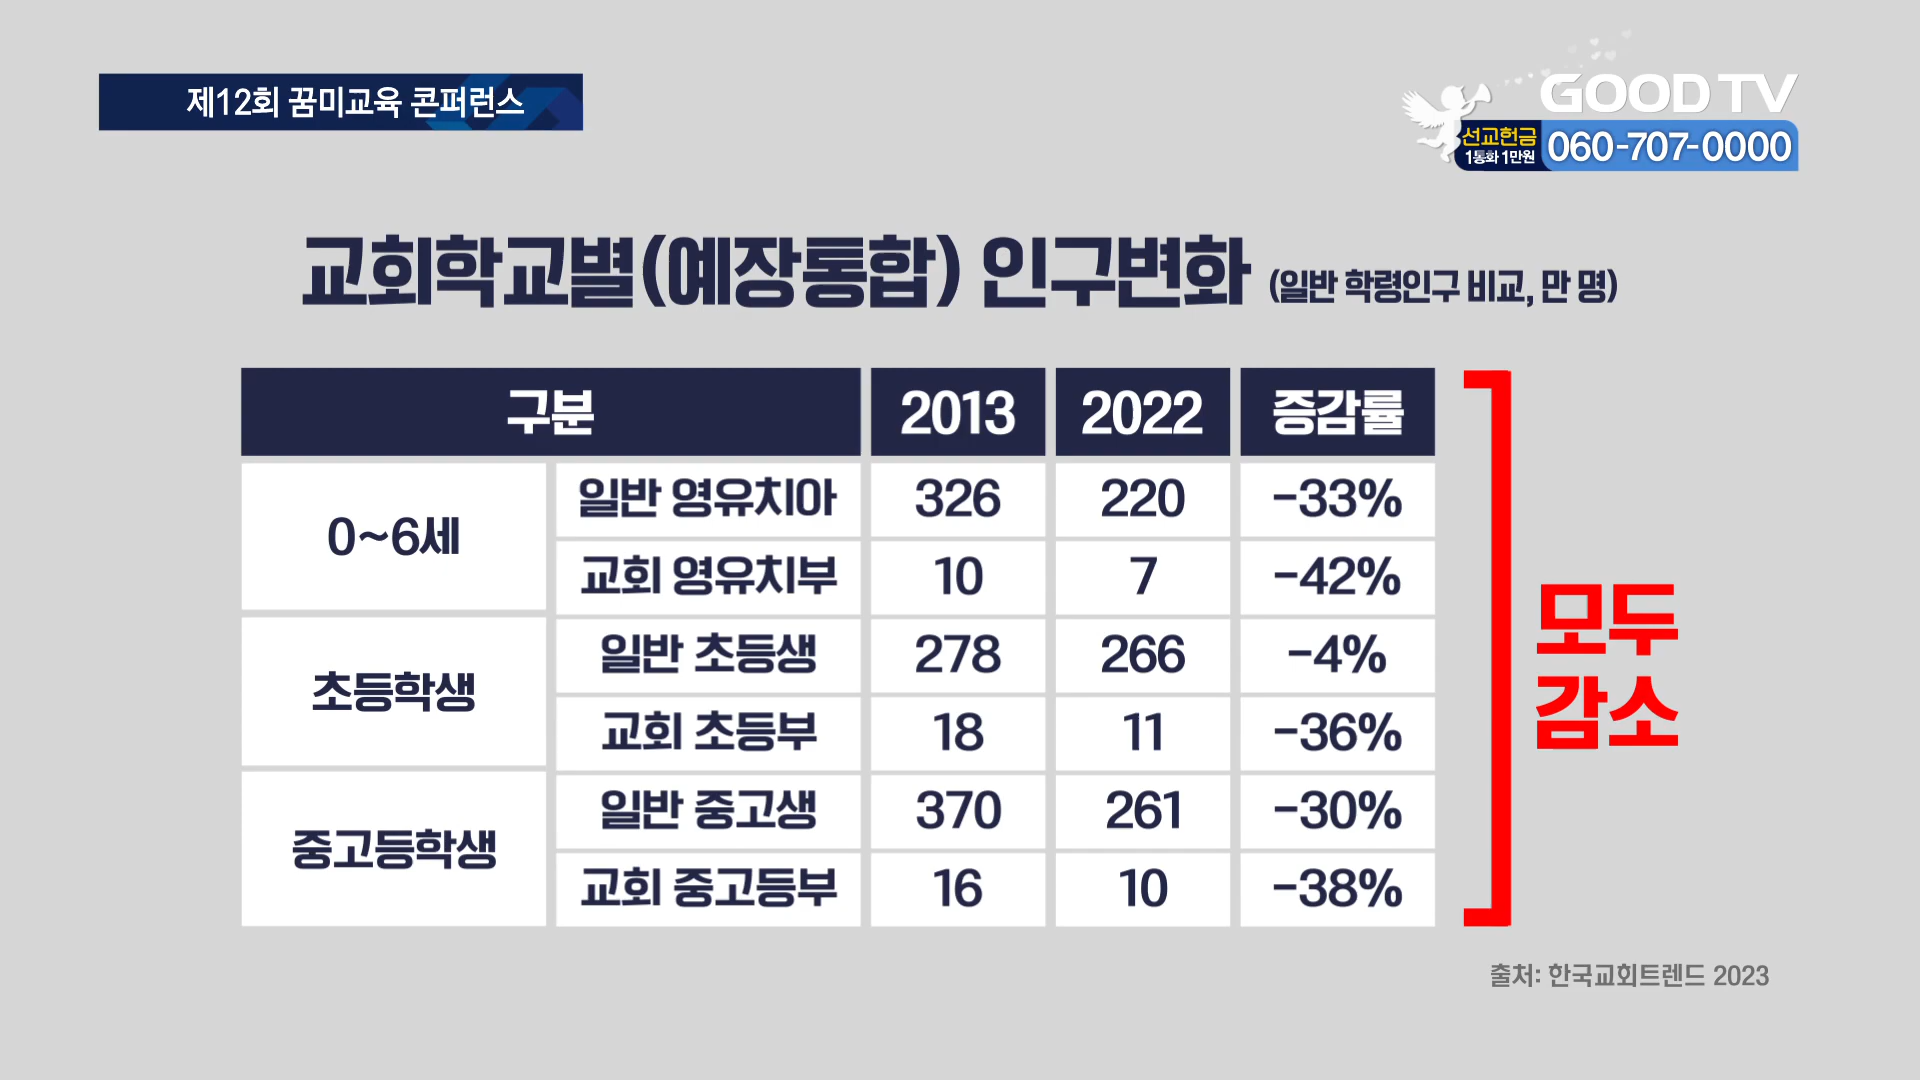 제12회 꿈미교육 콘퍼런스
GOOD TV
선교헌금
1통화 1만원
060-707-0000
교회학교별(예장통합) 인구변화 (일반 학령인구 비교, 만 명)
구분 2013 2022 증감률
0~6세
일반 영유치아 326 220 -33%
교회 영유치부 10 7 -42%
초등학생
일반 초등생 278 266 -4%
교회 초등부 18 11 -36%
중고등학생
일반 중고생 370 261 -30%
교회 중고등부 16 10 -38%
모두
감소
출처: 한국교회트렌드 2023